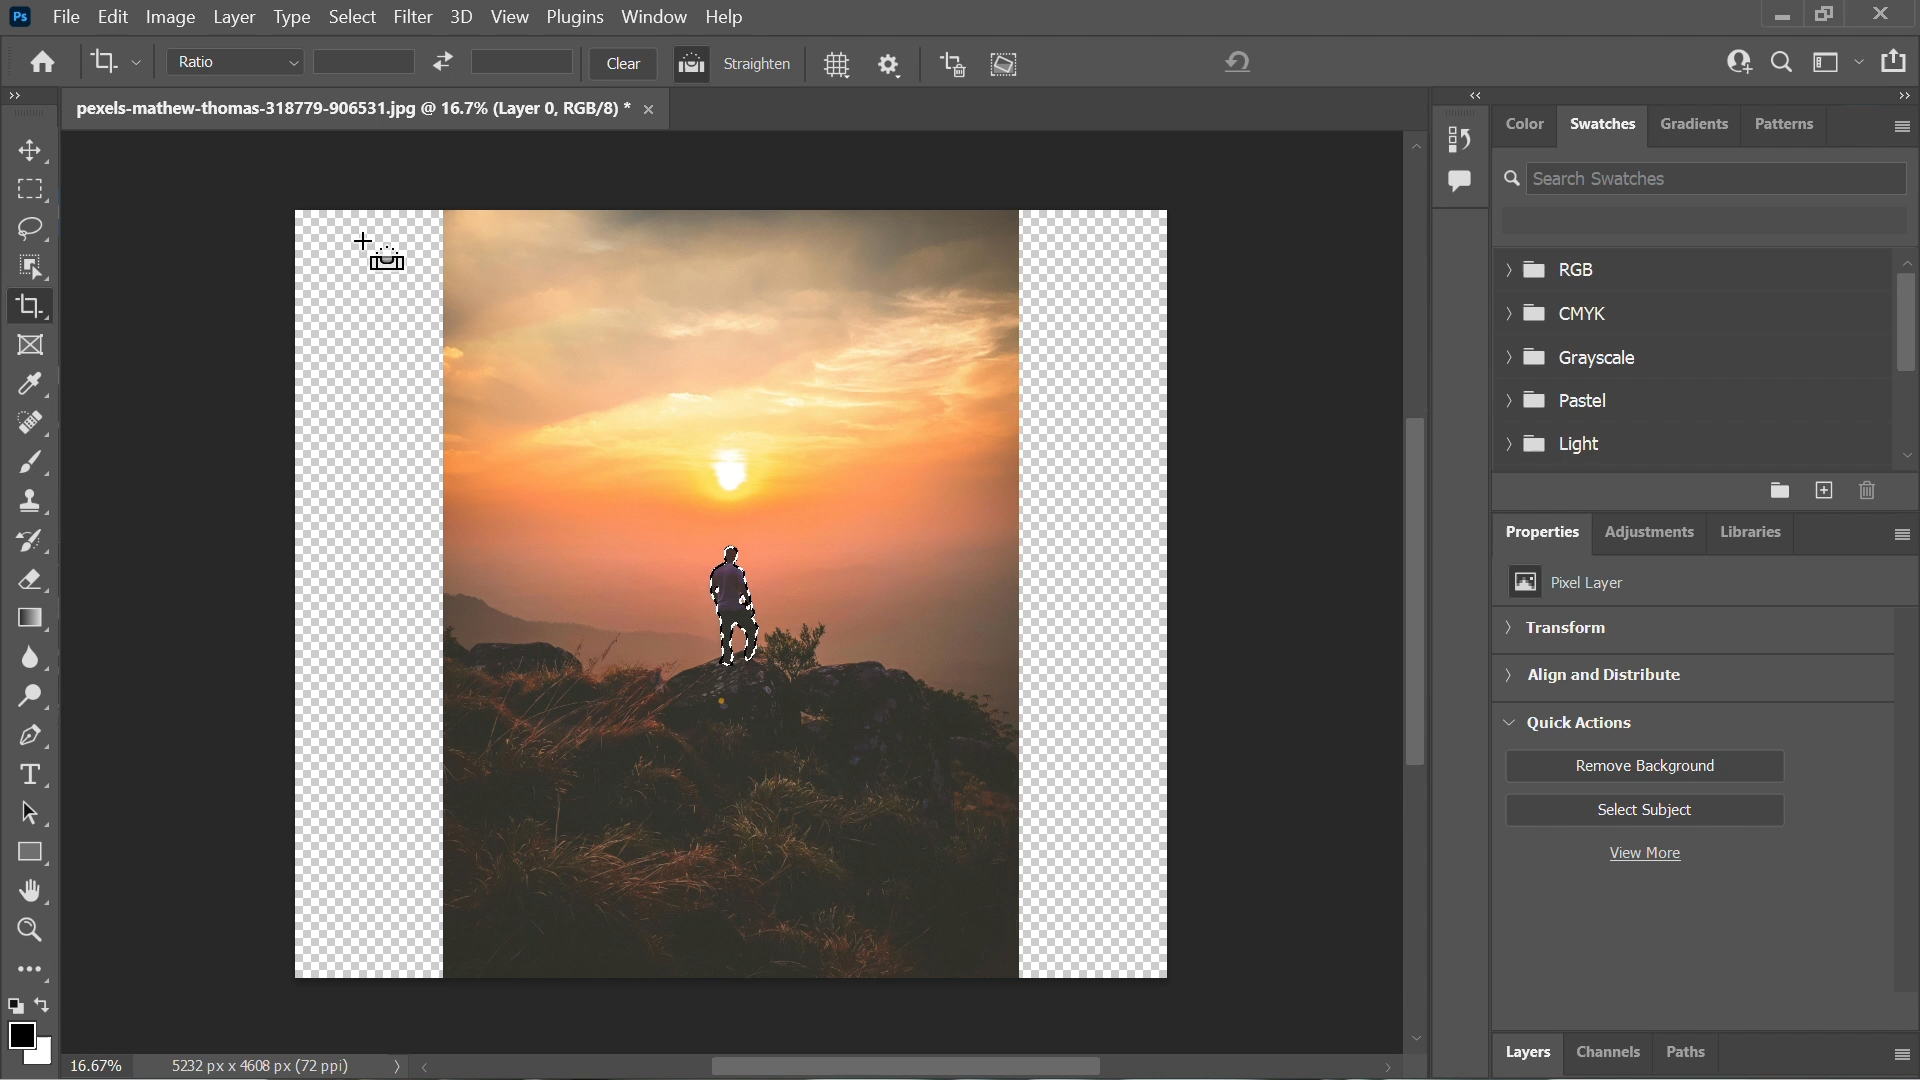 Ps File Edit Image Layer Type Select Filter 3D View Plugins Window Help
Ratio Clear Straighten
pexels-mathew-thomas-318779-906531.jpg @ 16.7% (Layer 0, RGB/8) *
Color Swatches Gradients Patterns
Search Swatches
RGB
CMYK
Grayscale
Pastel
Light
Properties Adjustments Libraries
Pixel Layer
Transform
Align and Distribute
Quick Actions
Remove Background
Select Subject
View More
Layers Channels Paths
16.67% 5232 px x 4608 px (72 ppi)